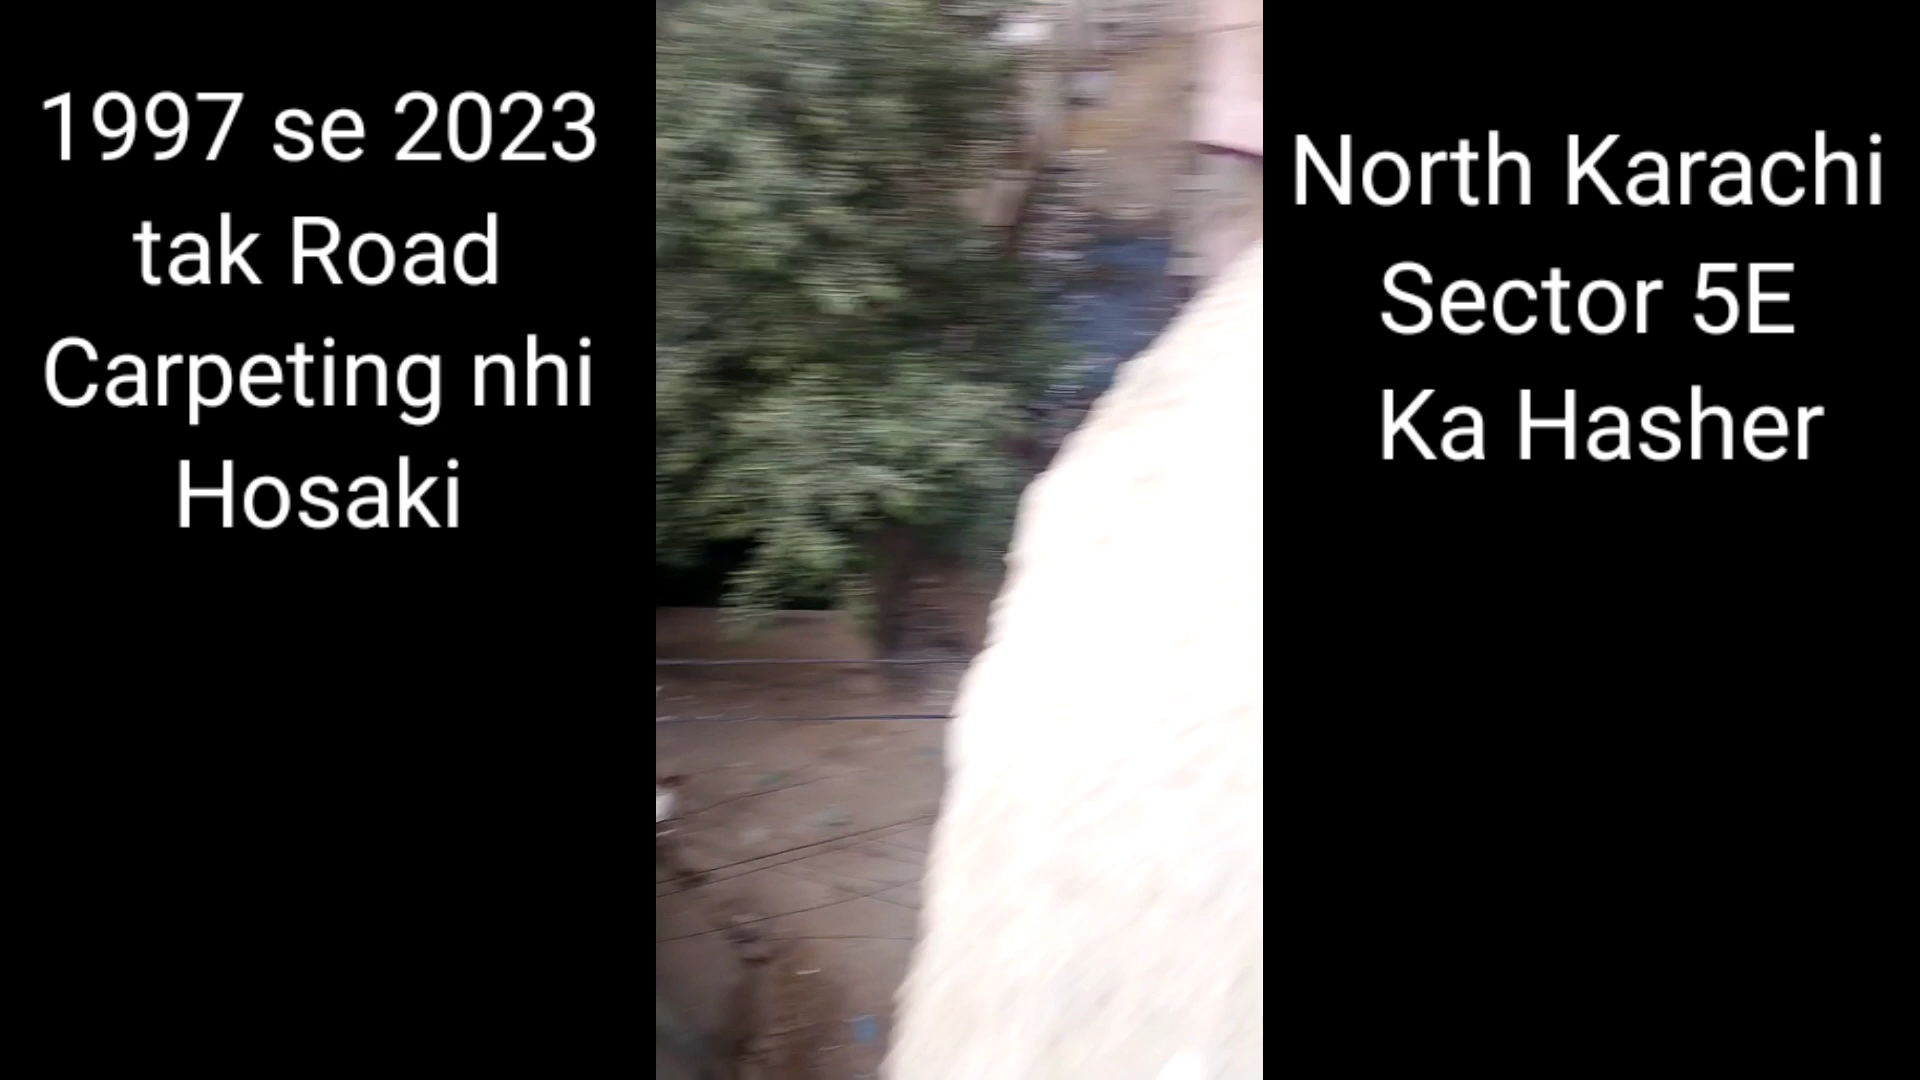 1997 se 2023
tak Road
Carpeting nhi
Hosaki
North Karachi
Sector 5E
Ka Hasher